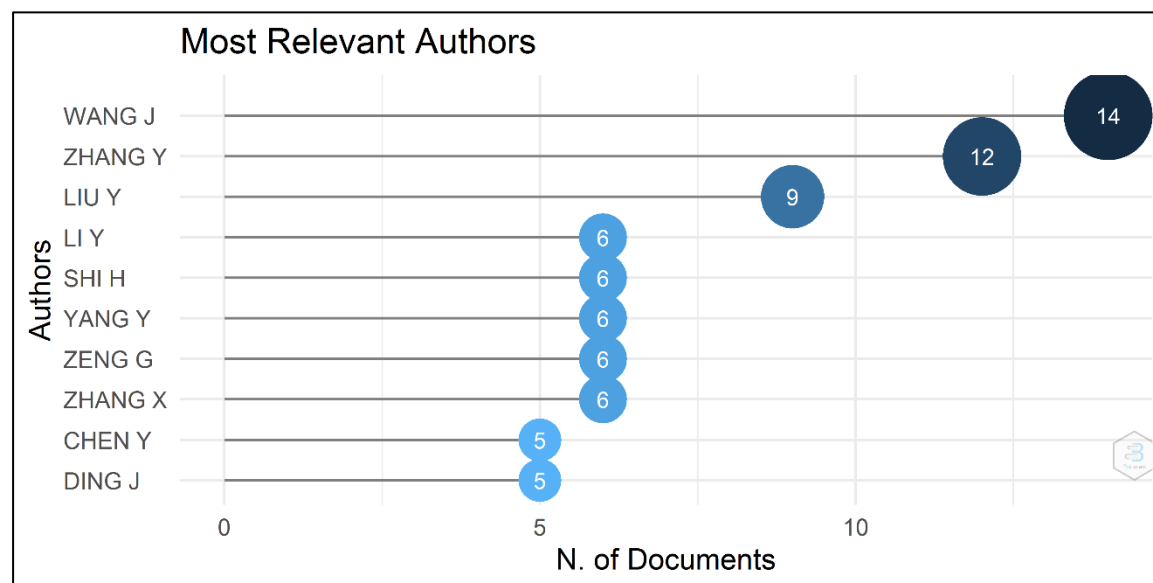 Most Relevant Authors
Authors
WANG J 14
ZHANG Y 12
LIU Y 9
LI Y 6
SHI H 6
YANG Y 6
ZENG G 6
ZHANG X 6
CHEN Y 5
DING J 5
0 5 10
N. of Documents